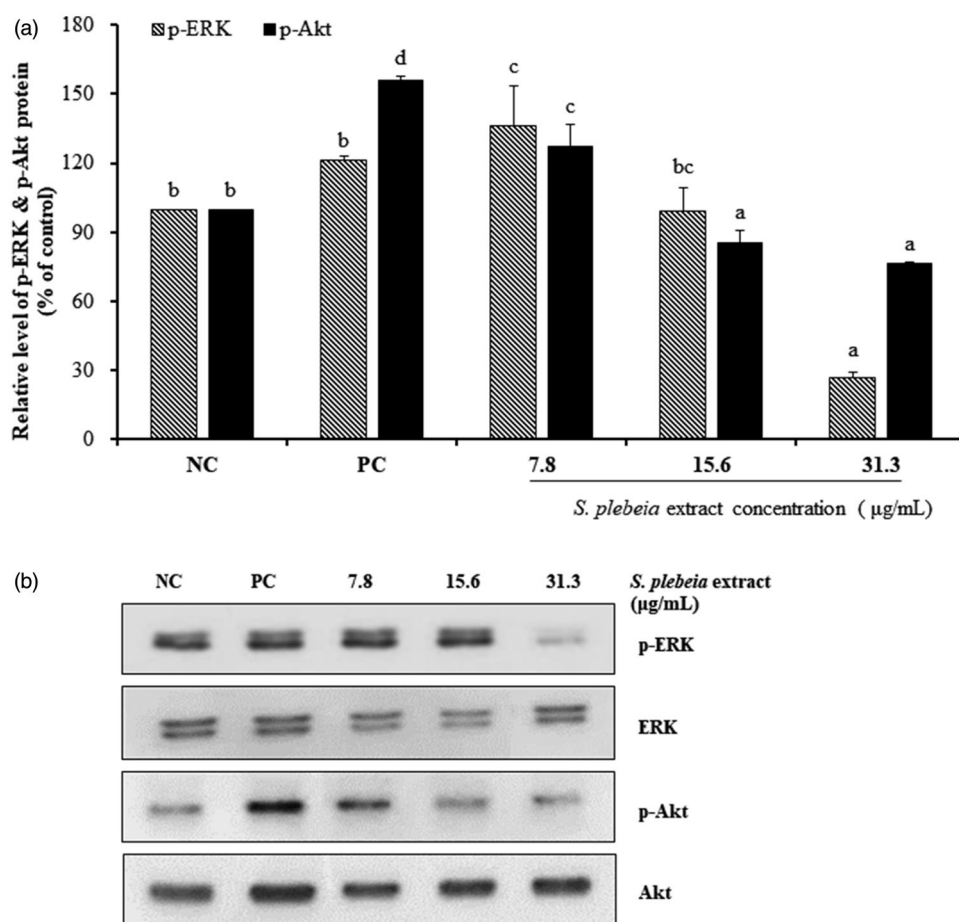 (a)
180
p-ERK p-Akt
d
c
c
150
b
120
b b
bc
a
a
90
60
a
30
0
Relative level of p-ERK & p-Akt protein
(% of control)
NC PC 7.8 15.6 31.3
S. plebeia extract concentration ( µg/mL)
(b)
NC PC 7.8 15.6 31.3 S. plebeia extract
(µg/mL)
p-ERK
ERK
p-Akt
Akt